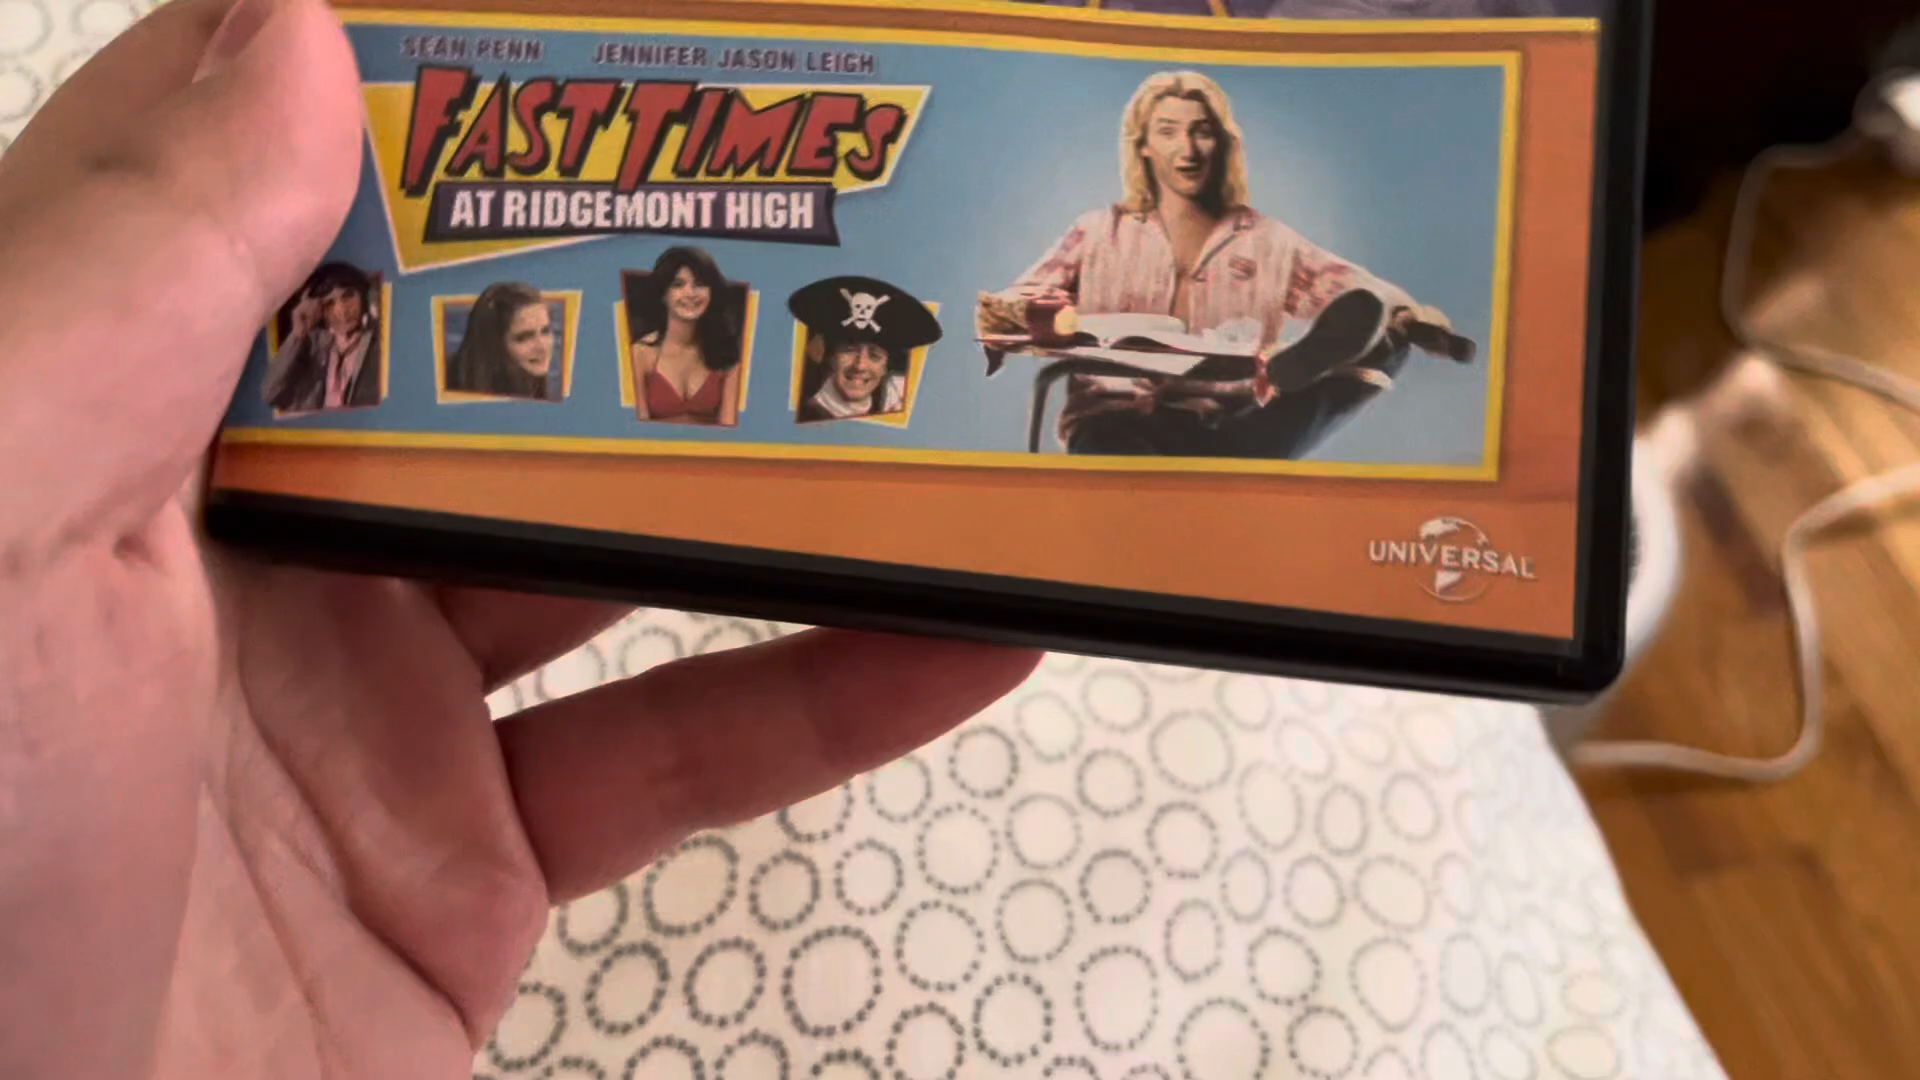 SEAN PENN JENNIFER JASON LEIGH
FAST TIMES
AT RIDGEMONT HIGH
UNIVERSAL